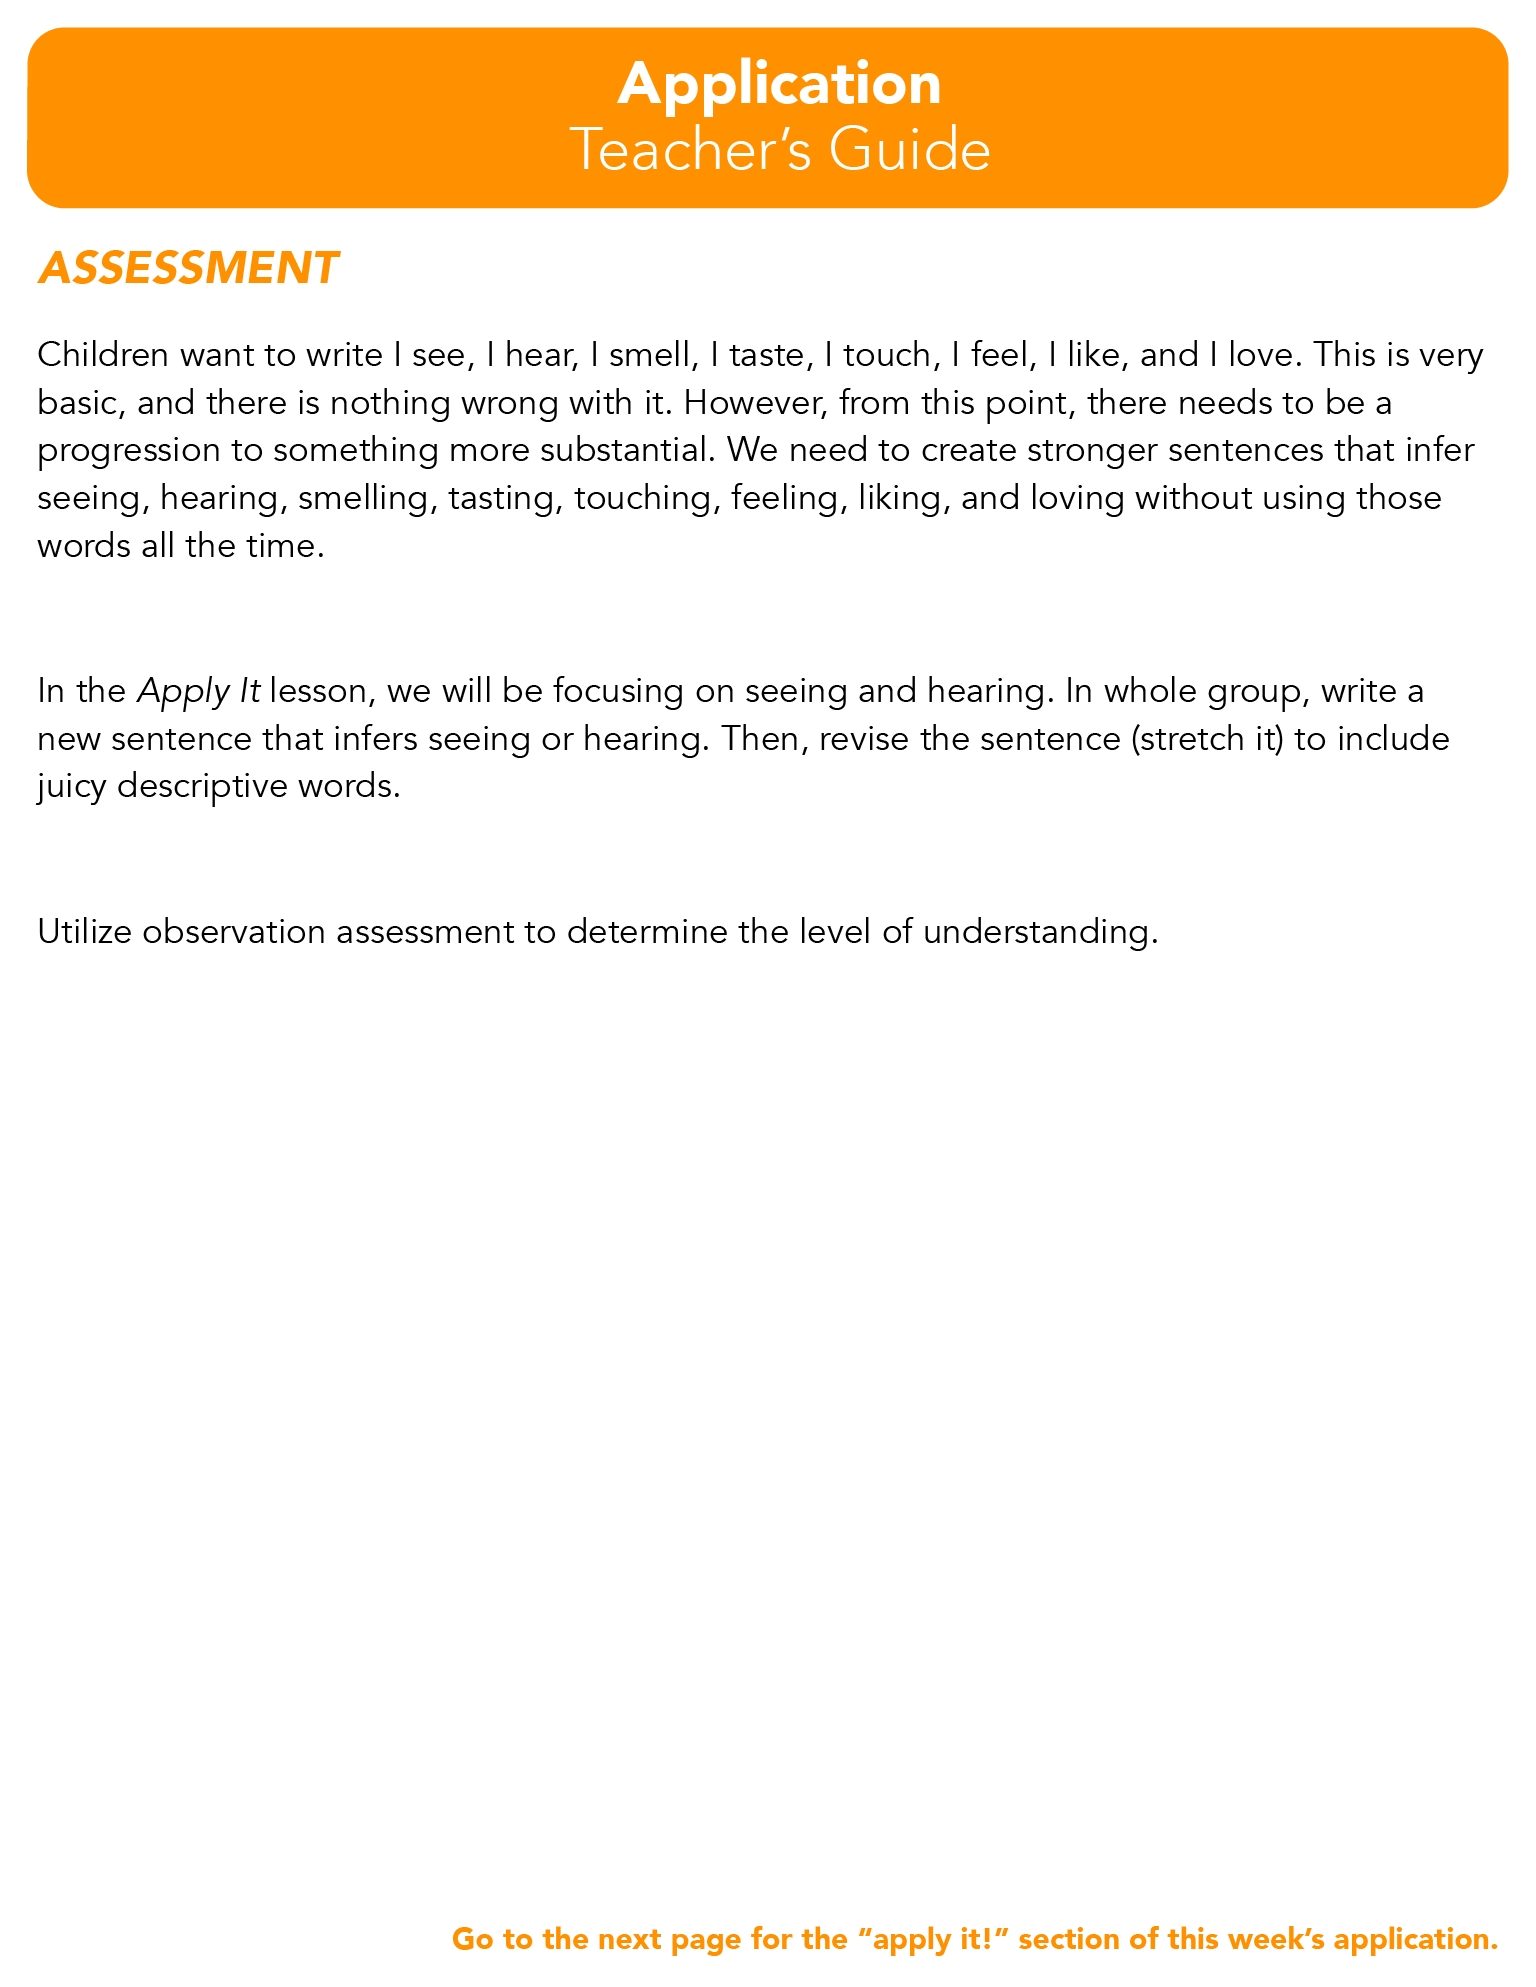 Application
Teacher’s Guide
ASSESSMENT
Children want to write I see, I hear, I smell, I taste, I touch, I feel, I like, and I love. This is very
basic, and there is nothing wrong with it. However, from this point, there needs to be a
progression to something more substantial. We need to create stronger sentences that infer
seeing, hearing, smelling, tasting, touching, feeling, liking, and loving without using those
words all the time.
In the Apply It lesson, we will be focusing on seeing and hearing. In whole group, write a
new sentence that infers seeing or hearing. Then, revise the sentence (stretch it) to include
juicy descriptive words.
Utilize observation assessment to determine the level of understanding.
Go to the next page for the “apply it!” section of this week’s application.